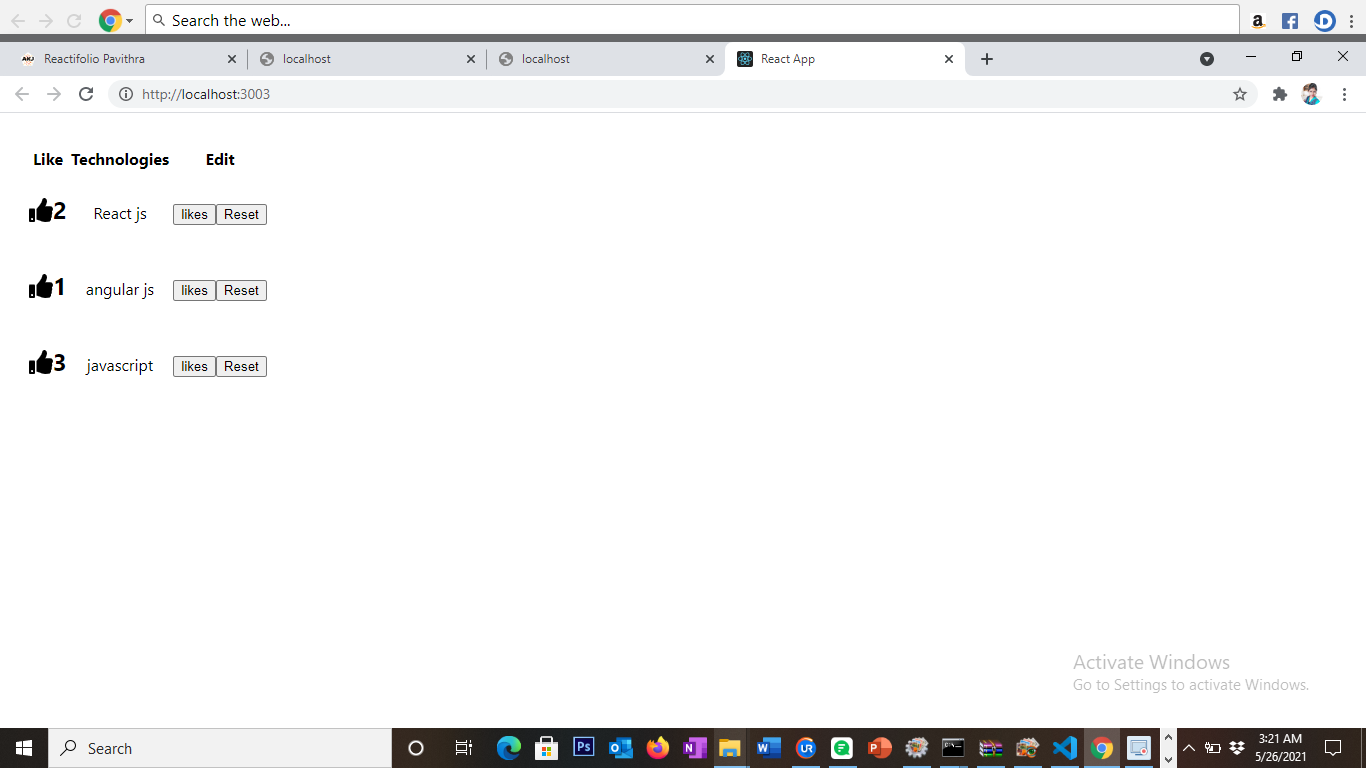 Search the web...
Reactifolio Pavithra
localhost
localhost
React App
http://localhost:3003
Like Technologies Edit
2 React js likes Reset
1 angular js likes Reset
3 javascript likes Reset
Activate Windows
Go to Settings to activate Windows.
Search
3:21 AM
5/26/2021